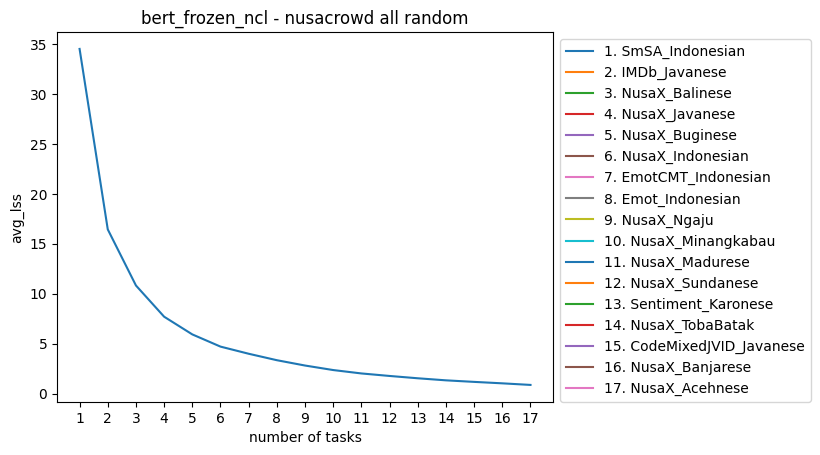 bert_frozen_ncl - nusacrowd all random
35
30
25
20
15
10
5
0
avg_lss
1 2 3 4 5 6 7 8 9 10 11 12 13 14 15 16 17
number of tasks
1. SmSA_Indonesian
2. IMDb_Javanese
3. NusaX_Balinese
4. NusaX_Javanese
5. NusaX_Buginese
6. NusaX_Indonesian
7. EmotCMT_Indonesian
8. Emot_Indonesian
9. NusaX_Ngaju
10. NusaX_Minangkabau
11. NusaX_Madurese
12. NusaX_Sundanese
13. Sentiment_Karonese
14. NusaX_TobaBatak
15. CodeMixedJVID_Javanese
16. NusaX_Banjarese
17. NusaX_Acehnese